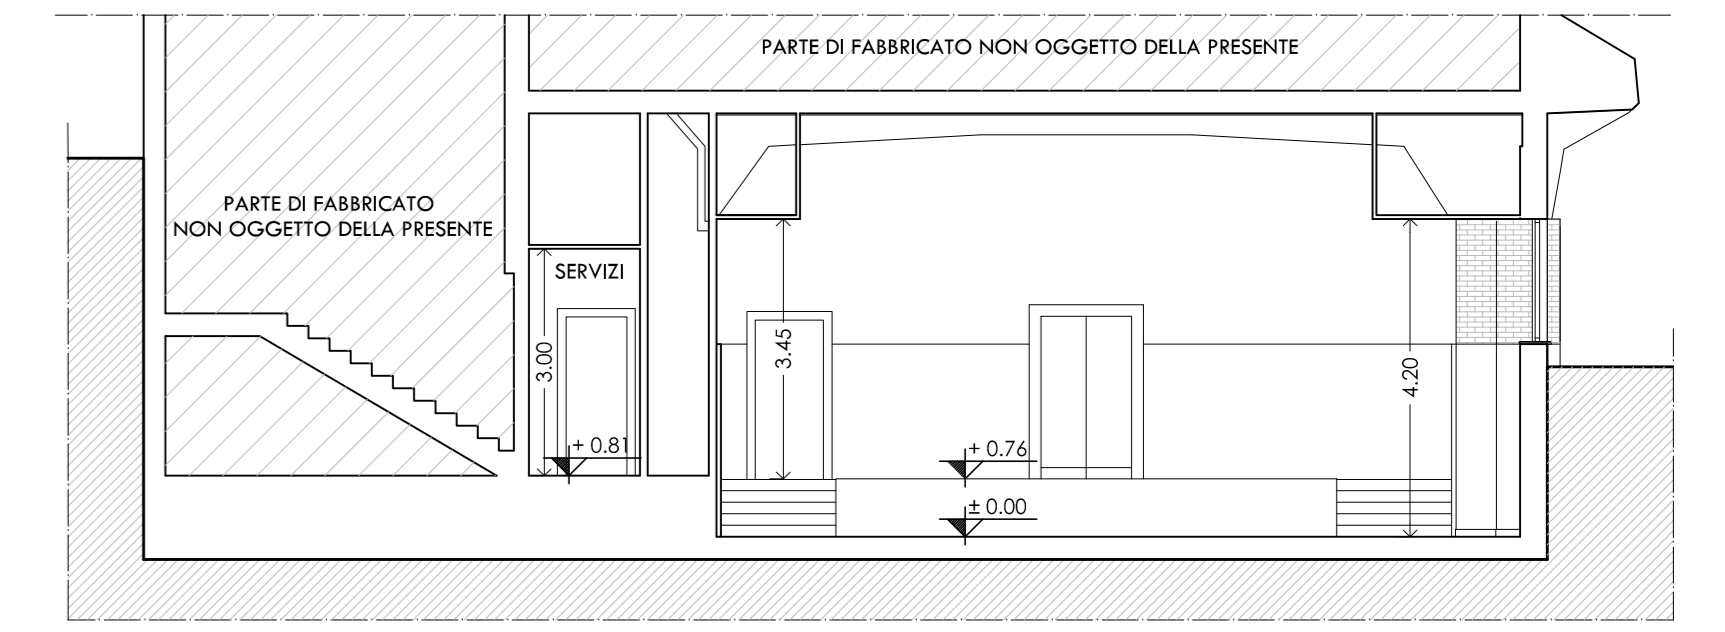 PARTE DI FABBRICATO NON OGGETTO DELLA PRESENTE
PARTE DI FABBRICATO
NON OGGETTO DELLA PRESENTE
SERVIZI
3.00
3.45
4.20
+ 0.81
+ 0.76
± 0.00